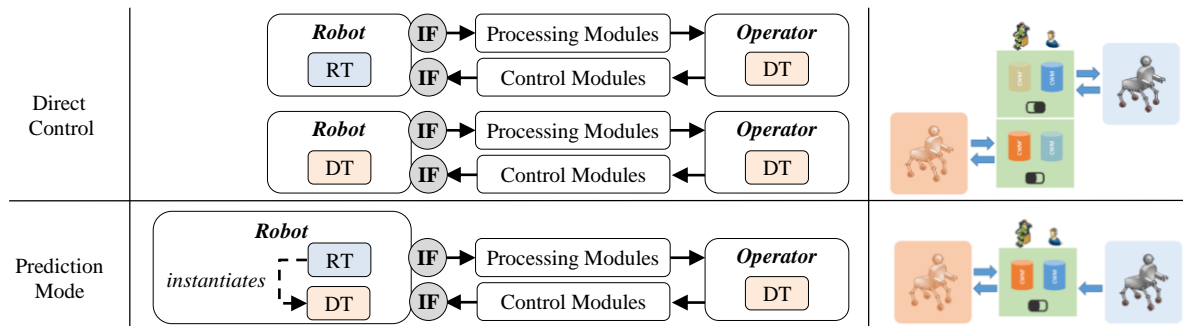 Direct
Control
Robot
RT
IF
IF
Processing Modules
Control Modules
Operator
DT
Robot
DT
IF
IF
Processing Modules
Control Modules
Operator
DT
Prediction
Mode
Robot
instantiates
RT
DT
IF
IF
Processing Modules
Control Modules
Operator
DT